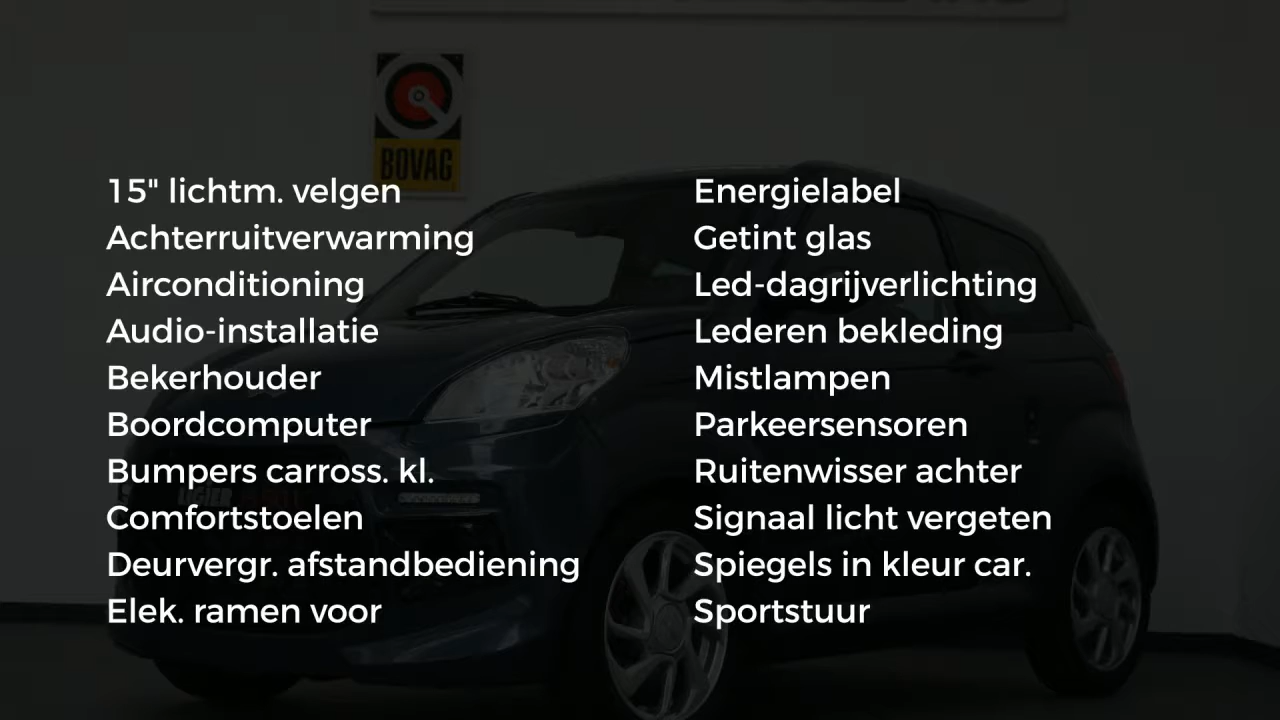 BOVAG
15" lichtm. velgen
Achterruitverwarming
Airconditioning
Audio-installatie
Bekerhouder
Boordcomputer
Bumpers carross. kl.
Comfortstoelen
Deurvergr. afstandbediening
Elek. ramen voor
Energielabel
Getint glas
Led-dagrijverlichting
Lederen bekleding
Mistlampen
Parkeersensoren
Ruitenwisser achter
Signaal licht vergeten
Spiegels in kleur car.
Sportstuur